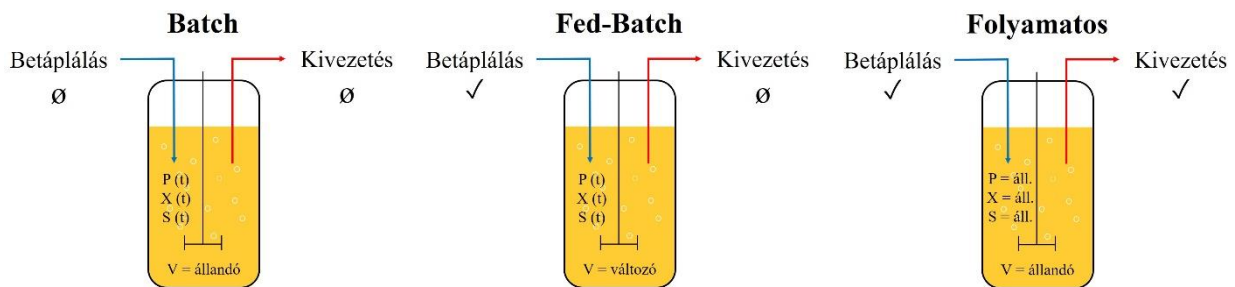 Batch
Betáplálás
Kivezetés
Ø
Ø
P (t)
X (t)
S (t)
V = állandó
Fed-Batch
Betáplálás
Kivezetés
✓
Ø
P (t)
X (t)
S (t)
V = változó
Folyamatos
Betáplálás
Kivezetés
✓
✓
P = áll.
X = áll.
S = áll.
V = állandó